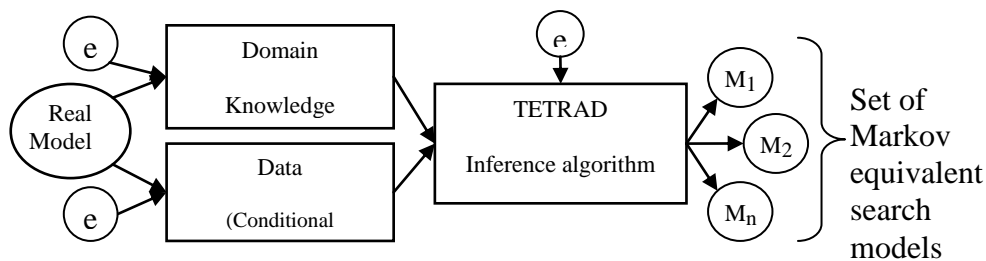 e
Real
Model
e
Domain
Knowledge
Data
(Conditional
e
TETRAD
Inference algorithm
M1
M2
Mn
Set of
Markov
equivalent
search
models